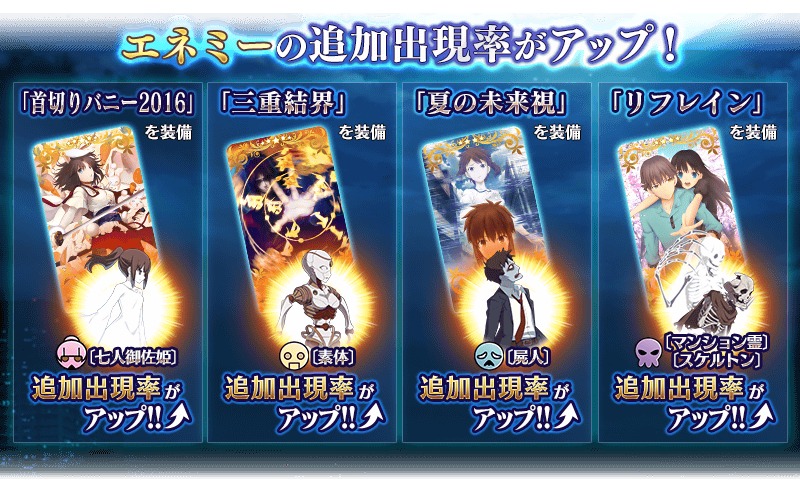 エネミーの追加出現率がアップ！
「首切りバニー2016」
を装備
[七人御佐姫]
追加出現率が
アップ!!
「三重結界」
を装備
[素体]
追加出現率が
アップ!!
「夏の未来視」
を装備
[屍人]
追加出現率が
アップ!!
「リフレイン」
を装備
[マンション霊]
[スケルトン]
追加出現率が
アップ!!